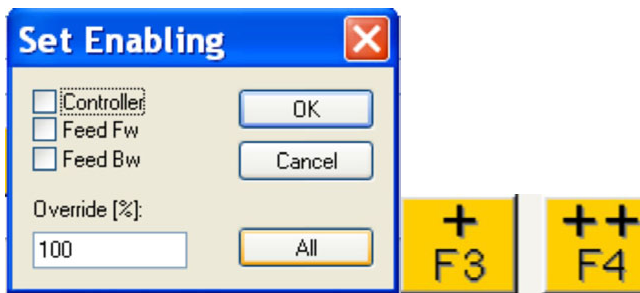 Set Enabling
Controller
OK
Feed Fw
Feed Bw
Cancel
Override [%]:
100
All
+
F3
++
F4